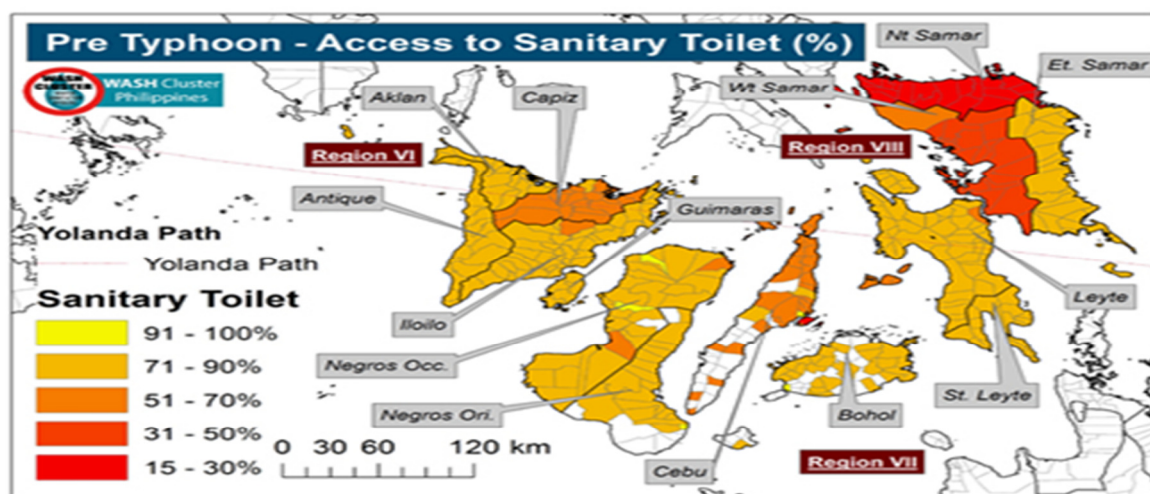 Pre Typhoon - Access to Sanitary Toilet (%)
WASH
CLUSTER
WASH Cluster
Philippines
Nt Samar
Et. Samar
Wt Samar
Aklan
Capiz
Region VI
Region VIII
Antique
Guimaras
Yolanda Path
Yolanda Path
Sanitary Toilet
91 - 100%
71 - 90%
51 - 70%
31 - 50%
15 - 30%
Iloilo
Leyte
Negros Occ.
St. Leyte
Negros Ori.
Bohol
0 30 60 120 km
Cebu
Region VII